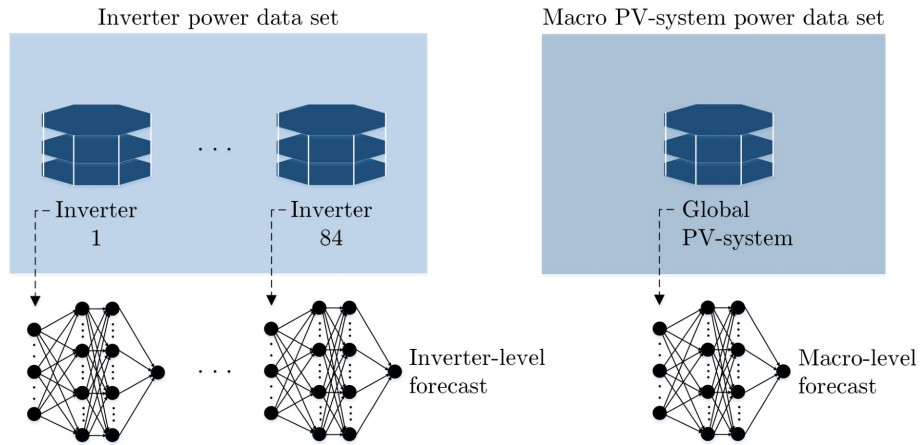 Inverter power data set
Macro PV-system power data set
. . .
Inverter
1
Inverter
84
Global
PV-system
. . .
Inverter-level
forecast
Macro-level
forecast